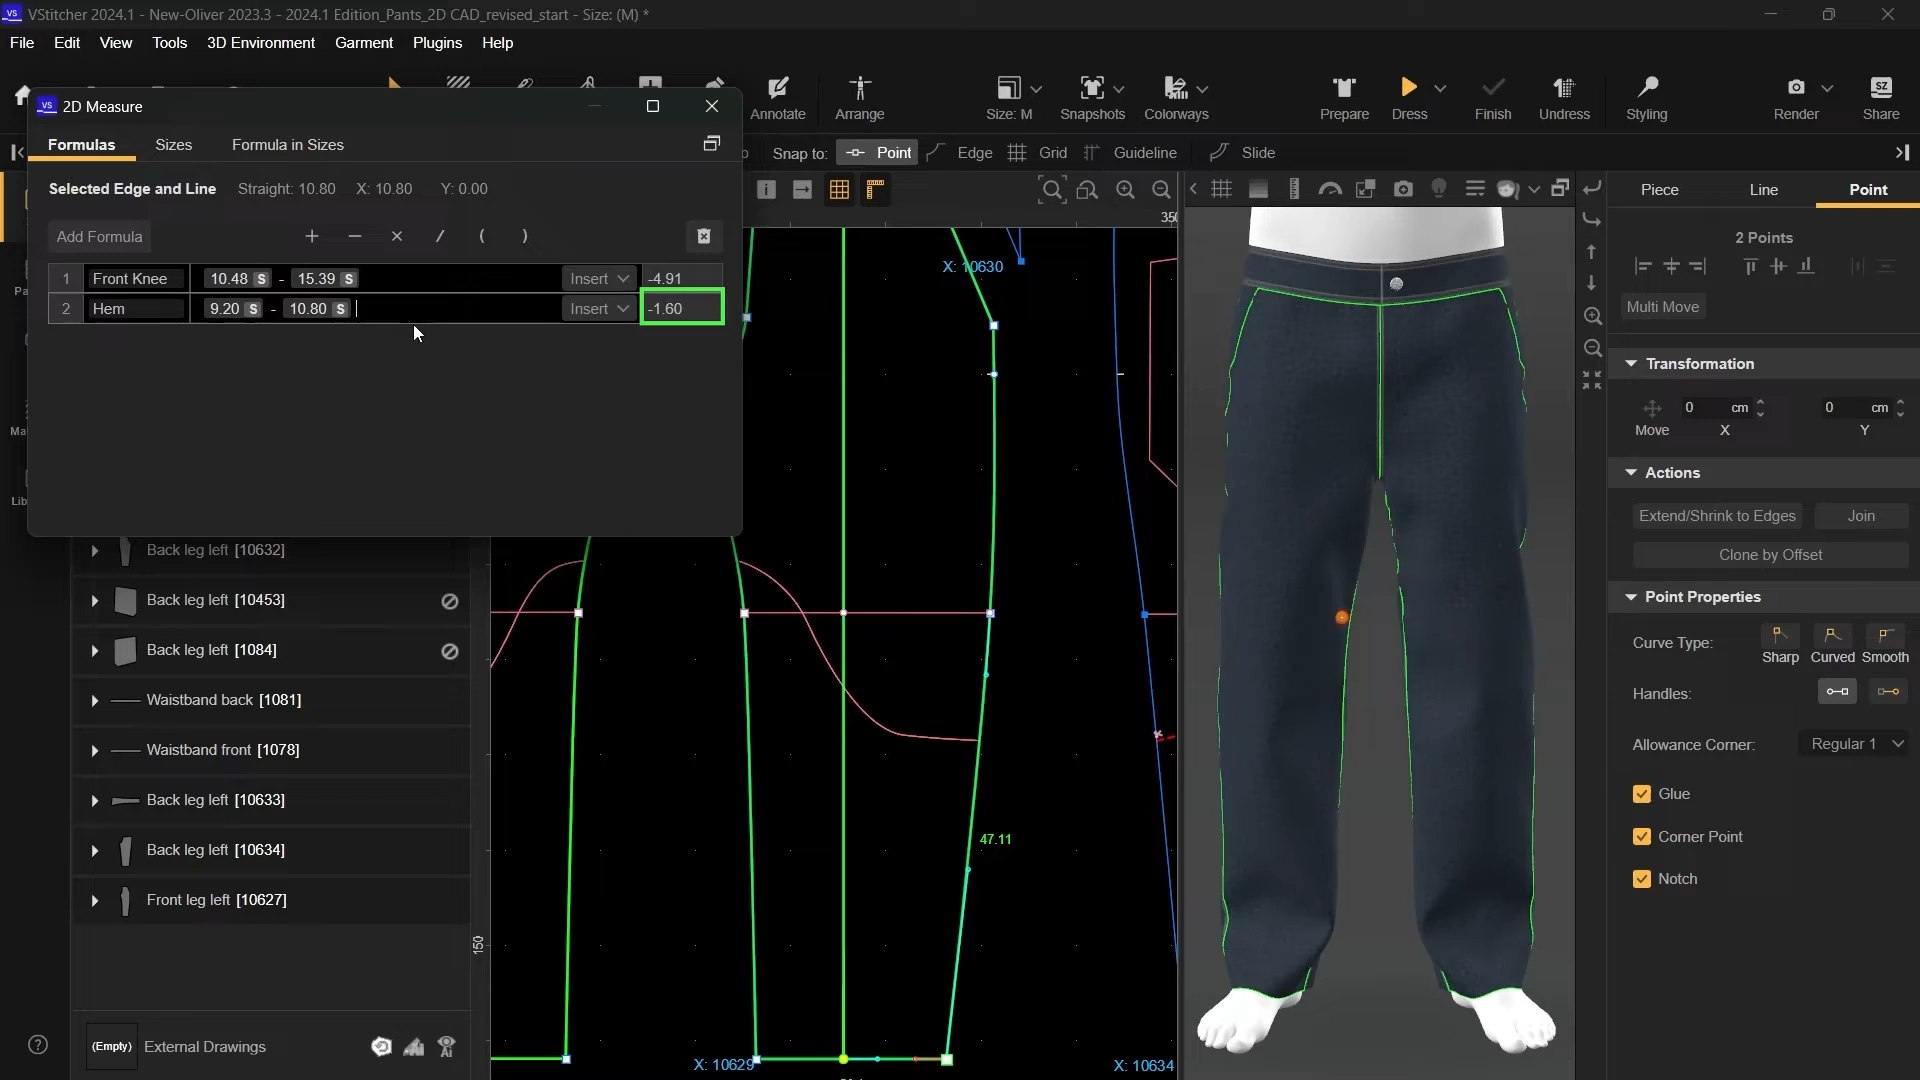 VStitcher 2024.1 - New-Oliver 2023.3 - 2024.1 Edition_Pants_2D CAD_revised_start - Size: (M) *
File Edit View Tools 3D Environment Garment Plugins Help
2D Measure
Annotate Arrange Size: M Snapshots Colorways Prepare Dress Finish Undress Styling Render Share
Formulas Sizes Formula in Sizes
Snap to: Point Edge Grid Guideline Slide
Selected Edge and Line Straight: 10.80 X: 10.80 Y: 0.00
Piece Line Point
Add Formula + − × / ( )
2 Points
1 Front Knee 10.48 S - 15.39 S Insert -4.91
2 Hem 9.20 S - 10.80 S Insert -1.60
X: 10630
Multi Move
Transformation
0 cm 0 cm
Move X Y
Actions
Extend/Shrink to Edges Join
Clone by Offset
Point Properties
Curve Type: Sharp Curved Smooth
Handles:
Allowance Corner: Regular 1
Glue
Corner Point
Notch
Back leg left [10632]
Back leg left [10453]
Back leg left [1084]
Waistband back [1081]
Waistband front [1078]
Back leg left [10633]
Back leg left [10634]
Front leg left [10627]
47.11
150
(Empty) External Drawings AI
X: 10629
X: 10634